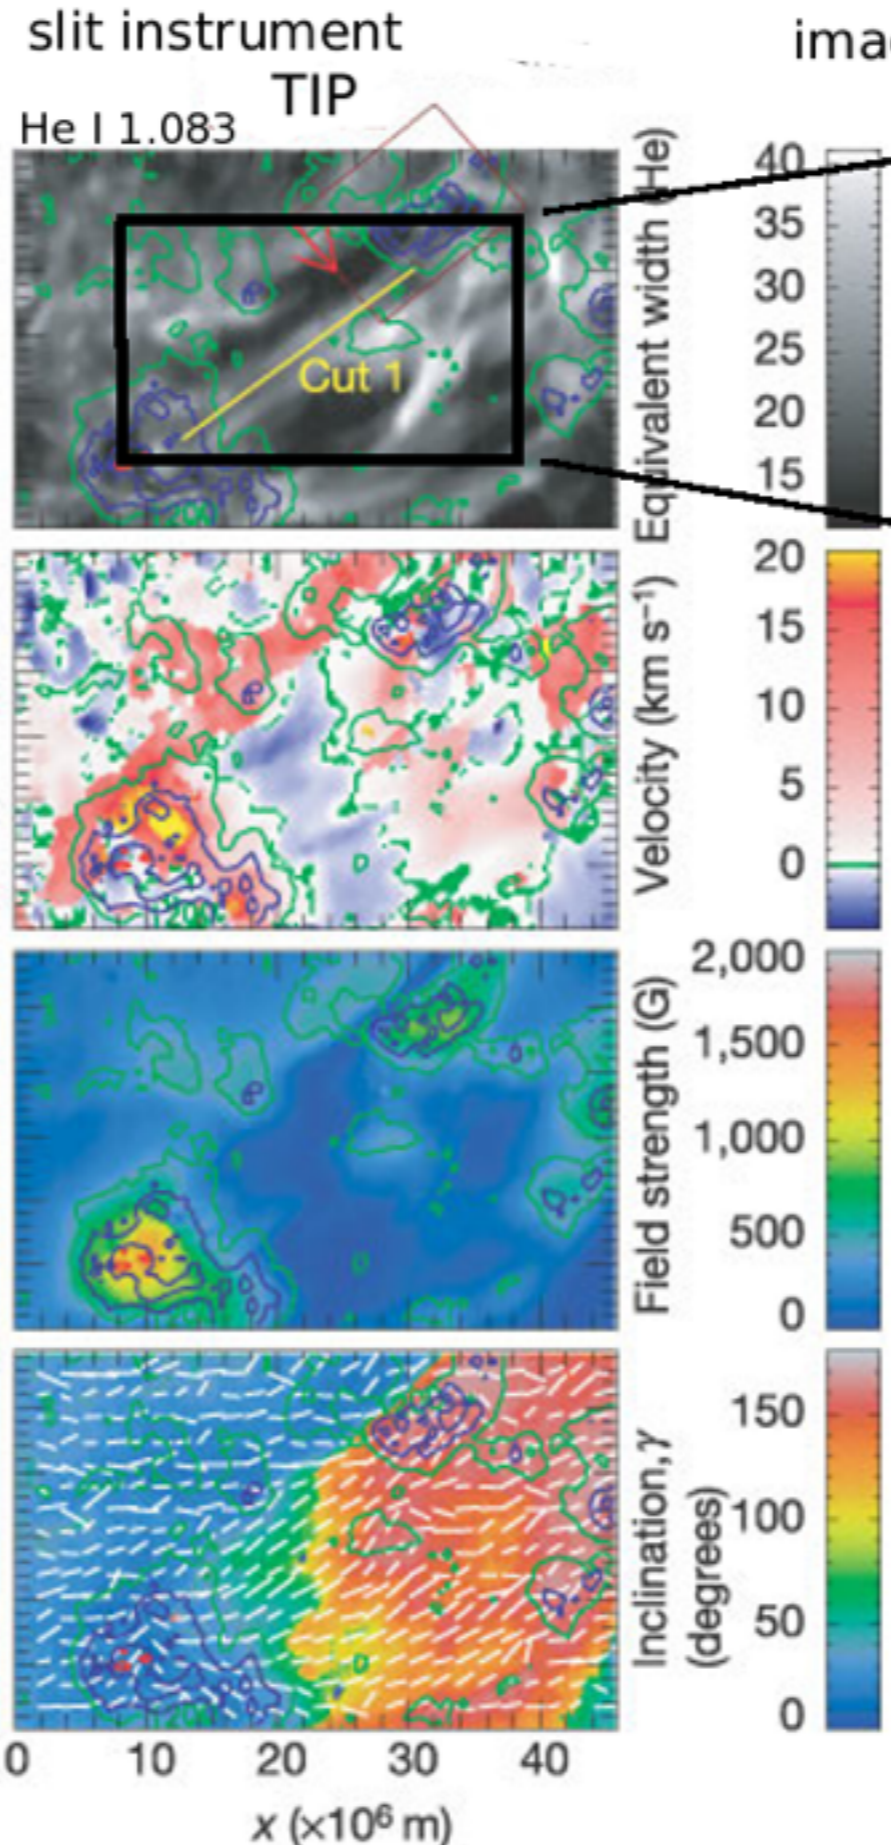 slit instrument
TIP
ima
He I 1.083
Cut 1
Equivalent width (He)
40
35
30
25
20
15
Velocity (km s⁻¹)
20
15
10
5
0
Field strength (G)
2,000
1,500
1,000
500
0
Inclination, γ
(degrees)
150
100
50
0
0 10 20 30 40
x (×10⁶ m)